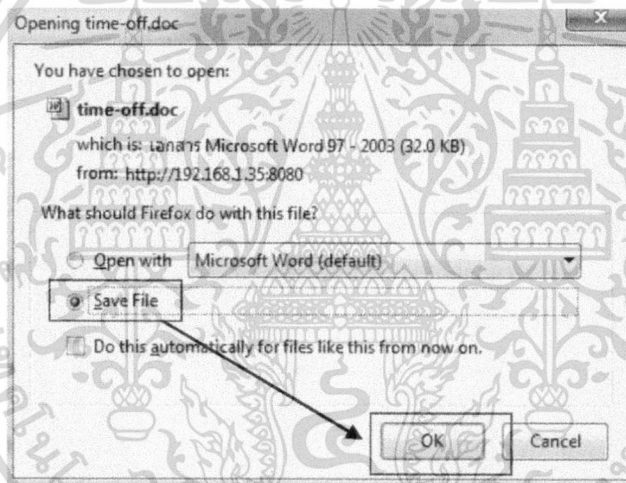 Opening time-off.doc
You have chosen to open:
time-off.doc
which is: เอกสาร Microsoft Word 97 - 2003 (32.0 KB)
from: http://192.168.1.35:8080
What should Firefox do with this file?
Open with Microsoft Word (default)
Save File
Do this automatically for files like this from now on.
OK Cancel